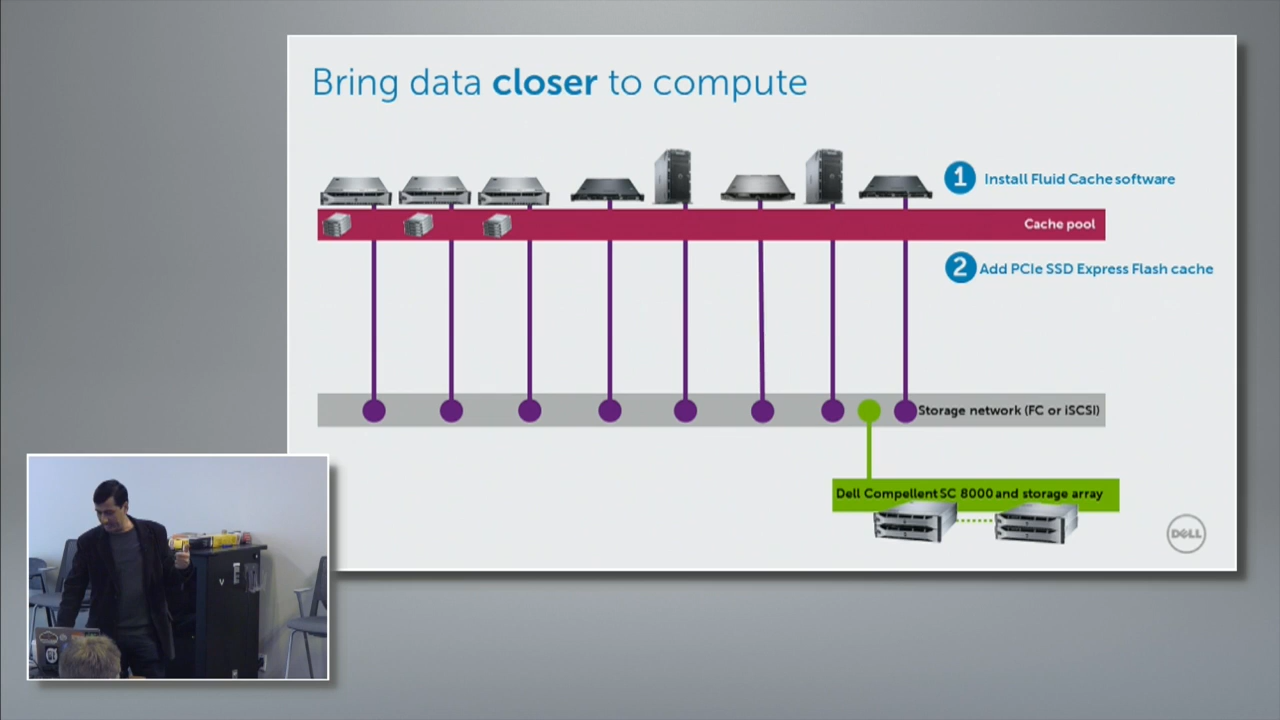 Bring data closer to compute
1 Install Fluid Cache software
Cache pool
2 Add PCIe SSD Express Flash cache
Storage network (FC or iSCSI)
Dell Compellent SC 8000 and storage array
DELL
V